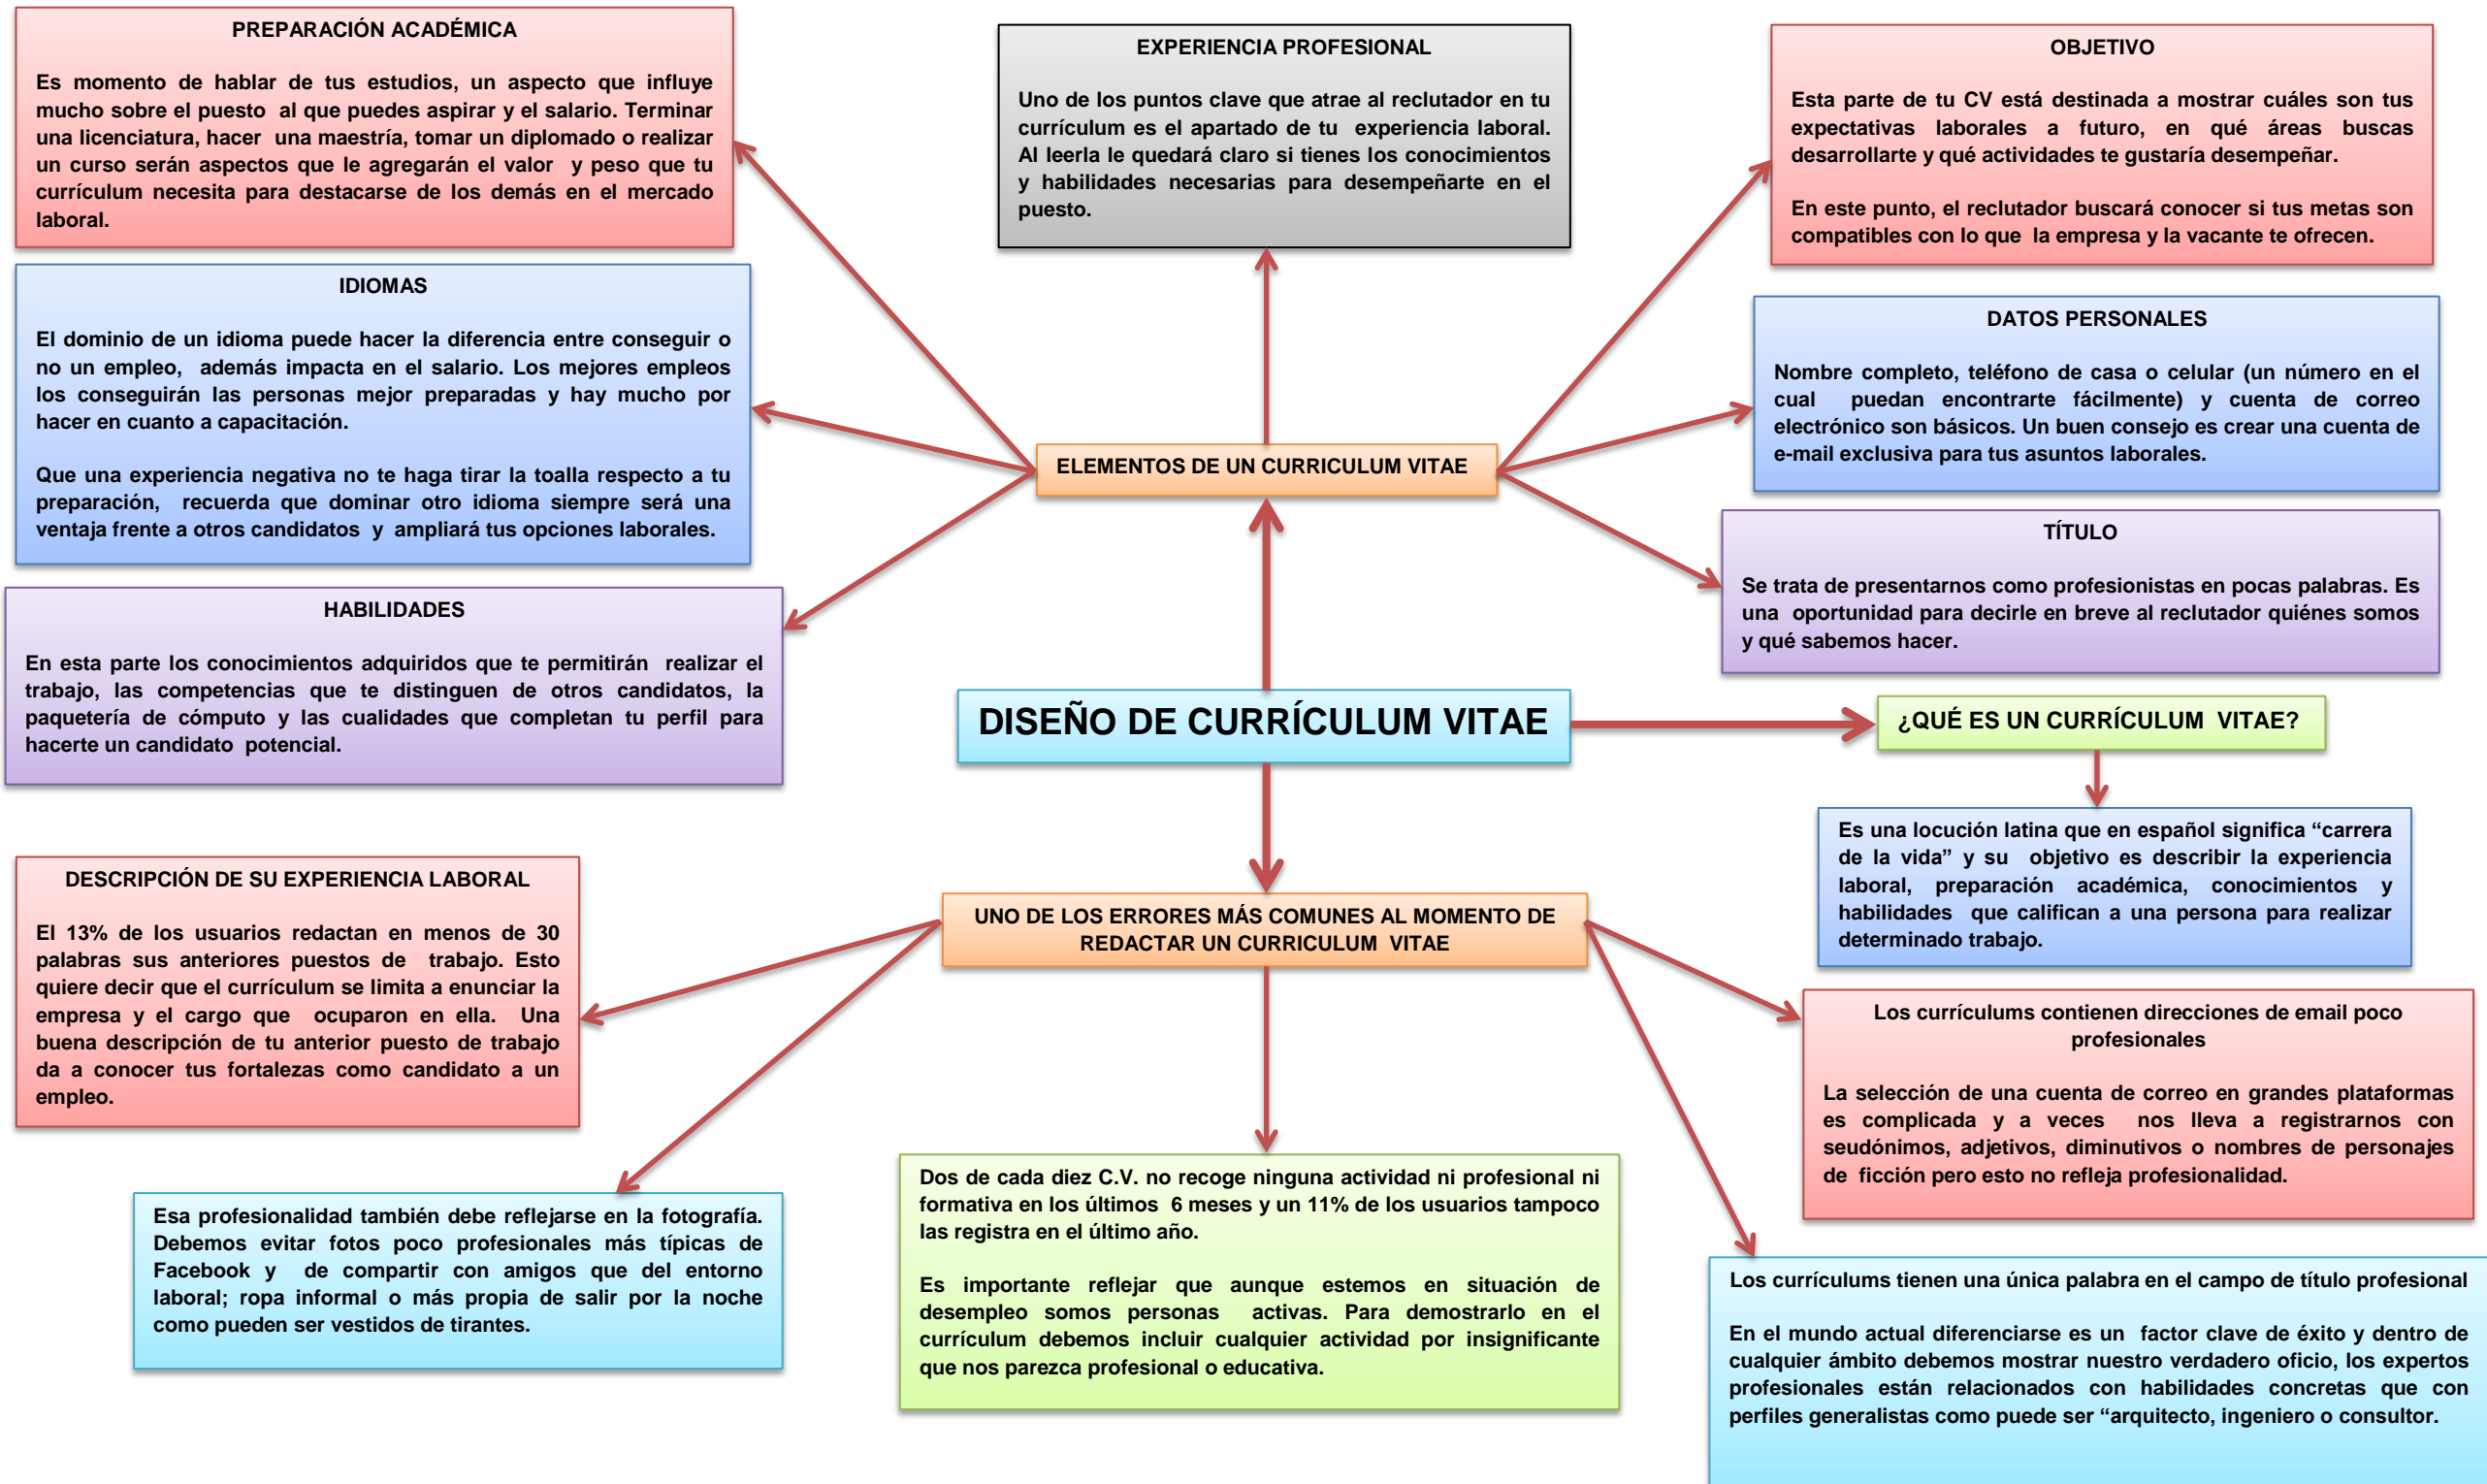 PREPARACIÓN ACADÉMICA
Es momento de hablar de tus estudios, un aspecto que influye
mucho sobre el puesto al que puedes aspirar y el salario. Terminar
una licenciatura, hacer una maestría, tomar un diplomado o realizar
un curso serán aspectos que le agregarán el valor y peso que tu
currículum necesita para destacarse de los demás en el mercado
laboral.
EXPERIENCIA PROFESIONAL
Uno de los puntos clave que atrae al reclutador en tu
currículum es el apartado de tu experiencia laboral.
Al leerla le quedará claro si tienes los conocimientos
y habilidades necesarias para desempeñarte en el
puesto.
OBJETIVO
Esta parte de tu CV está destinada a mostrar cuáles son tus
expectativas laborales a futuro, en qué áreas buscas
desarrollarte y qué actividades te gustaría desempeñar.
En este punto, el reclutador buscará conocer si tus metas son
compatibles con lo que la empresa y la vacante te ofrecen.
IDIOMAS
El dominio de un idioma puede hacer la diferencia entre conseguir o
no un empleo, además impacta en el salario. Los mejores empleos
los conseguirán las personas mejor preparadas y hay mucho por
hacer en cuanto a capacitación.
Que una experiencia negativa no te haga tirar la toalla respecto a tu
preparación, recuerda que dominar otro idioma siempre será una
ventaja frente a otros candidatos y ampliará tus opciones laborales.
DATOS PERSONALES
Nombre completo, teléfono de casa o celular (un número en el
cual puedan encontrarte fácilmente) y cuenta de correo
electrónico son básicos. Un buen consejo es crear una cuenta de
e-mail exclusiva para tus asuntos laborales.
ELEMENTOS DE UN CURRICULUM VITAE
TÍTULO
Se trata de presentarnos como profesionistas en pocas palabras. Es
una oportunidad para decirle en breve al reclutador quiénes somos
y qué sabemos hacer.
HABILIDADES
En esta parte los conocimientos adquiridos que te permitirán realizar el
trabajo, las competencias que te distinguen de otros candidatos, la
paquetería de cómputo y las cualidades que completan tu perfil para
hacerte un candidato potencial.
DISEÑO DE CURRÍCULUM VITAE
¿QUÉ ES UN CURRÍCULUM VITAE?
Es una locución latina que en español significa “carrera
de la vida” y su objetivo es describir la experiencia
laboral, preparación académica, conocimientos y
habilidades que califican a una persona para realizar
determinado trabajo.
DESCRIPCIÓN DE SU EXPERIENCIA LABORAL
El 13% de los usuarios redactan en menos de 30
palabras sus anteriores puestos de trabajo. Esto
quiere decir que el currículum se limita a enunciar la
empresa y el cargo que ocuparon en ella. Una
buena descripción de tu anterior puesto de trabajo
da a conocer tus fortalezas como candidato a un
empleo.
UNO DE LOS ERRORES MÁS COMUNES AL MOMENTO DE
REDACTAR UN CURRICULUM VITAE
Los currículums contienen direcciones de email poco
profesionales
La selección de una cuenta de correo en grandes plataformas
es complicada y a veces nos lleva a registrarnos con
seudónimos, adjetivos, diminutivos o nombres de personajes
de ficción pero esto no refleja profesionalidad.
Esa profesionalidad también debe reflejarse en la fotografía.
Debemos evitar fotos poco profesionales más típicas de
Facebook y de compartir con amigos que del entorno
laboral; ropa informal o más propia de salir por la noche
como pueden ser vestidos de tirantes.
Dos de cada diez C.V. no recoge ninguna actividad ni profesional ni
formativa en los últimos 6 meses y un 11% de los usuarios tampoco
las registra en el último año.
Es importante reflejar que aunque estemos en situación de
desempleo somos personas activas. Para demostrarlo en el
currículum debemos incluir cualquier actividad por insignificante
que nos parezca profesional o educativa.
Los currículums tienen una única palabra en el campo de título profesional
En el mundo actual diferenciarse es un factor clave de éxito y dentro de
cualquier ámbito debemos mostrar nuestro verdadero oficio, los expertos
profesionales están relacionados con habilidades concretas que con
perfiles generalistas como puede ser “arquitecto, ingeniero o consultor.